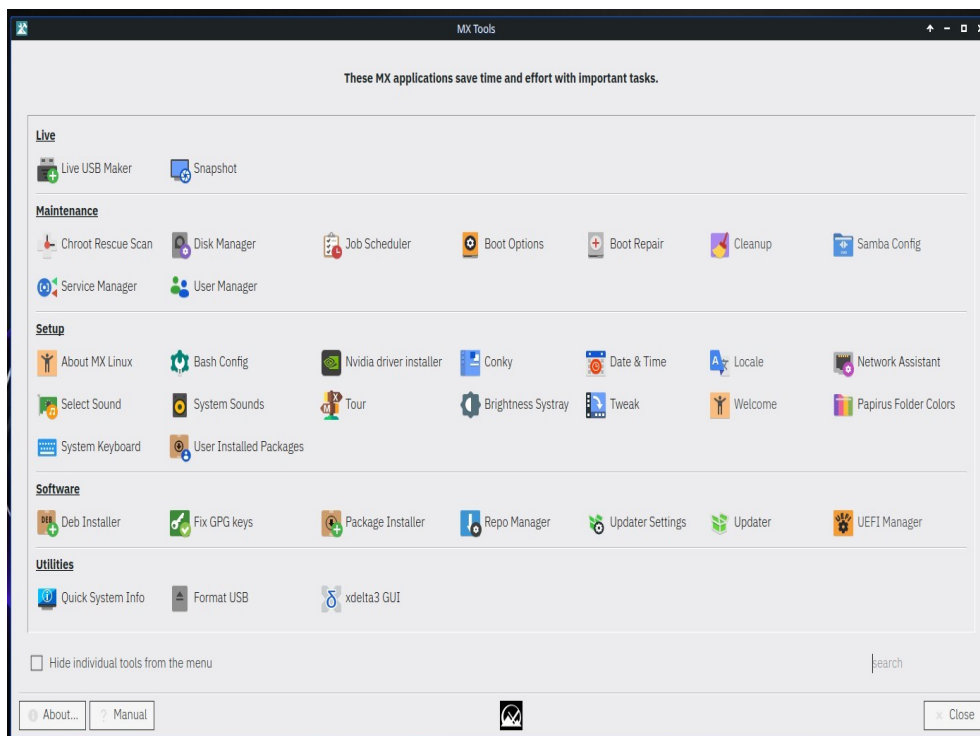 MX Tools
These MX applications save time and effort with important tasks.
Live
Live USB Maker Snapshot
Maintenance
Chroot Rescue Scan Disk Manager Job Scheduler Boot Options Boot Repair Cleanup Samba Config
Service Manager User Manager
Setup
About MX Linux Bash Config Nvidia driver installer Conky Date & Time Locale Network Assistant
Select Sound System Sounds Tour Brightness Systray Tweak Welcome Papirus Folder Colors
System Keyboard User Installed Packages
Software
Deb Installer Fix GPG keys Package Installer Repo Manager Updater Settings Updater UEFI Manager
Utilities
Quick System Info Format USB xdelta3 GUI
Hide individual tools from the menu search
About... ? Manual Close